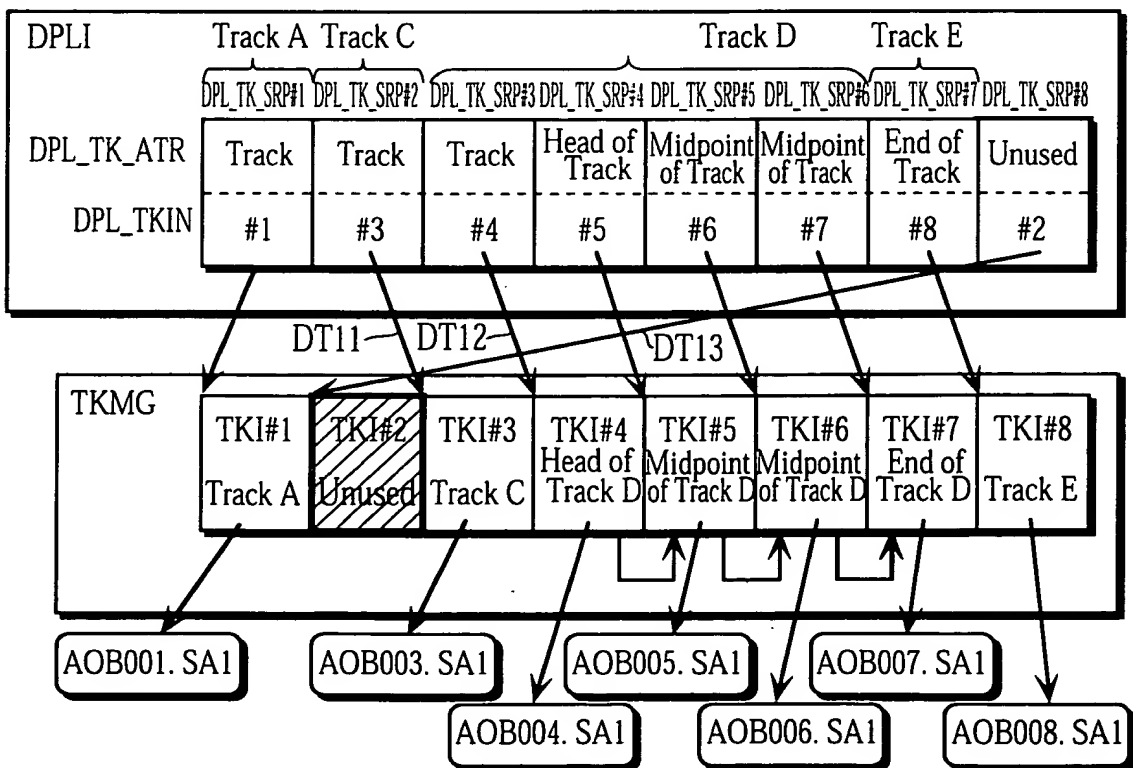 DPLI Track A Track C Track D Track E
DPL_TK_SRP#1 DPL_TK_SRP#2 DPL_TK_SRP#3 DPL_TK_SRP#4 DPL_TK_SRP#5 DPL_TK_SRP#6 DPL_TK_SRP#7 DPL_TK_SRP#8
DPL_TK_ATR Track Track Track Head of Track Midpoint of Track Midpoint of Track End of Track Unused
DPL_TKIN #1 #3 #4 #5 #6 #7 #8 #2
DT11 DT12 DT13
TKMG
TKI#1 TKI#2 TKI#3 TKI#4 TKI#5 TKI#6 TKI#7 TKI#8
Track A Unused Track C Head of Track D Midpoint of Track D Midpoint of Track D End of Track D Track E
AOB001. SA1 AOB003. SA1 AOB005. SA1 AOB007. SA1
AOB004. SA1 AOB006. SA1 AOB008. SA1